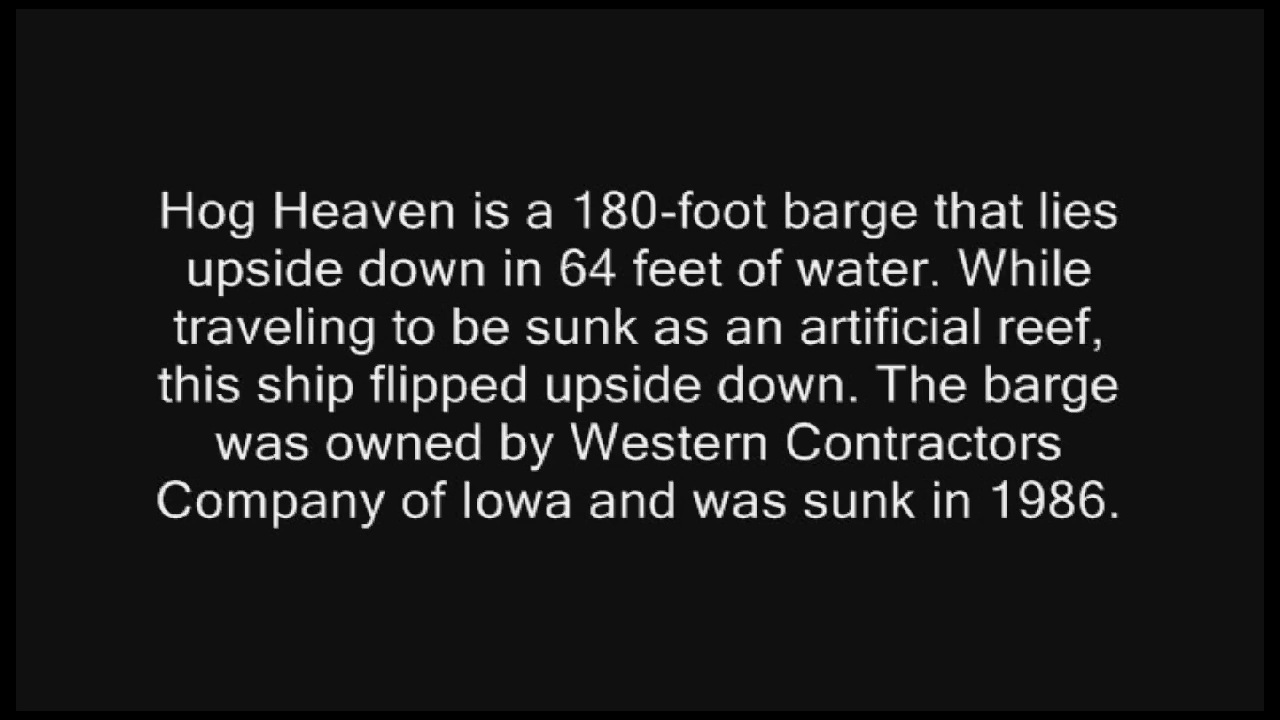 Hog Heaven is a 180-foot barge that lies
upside down in 64 feet of water. While
traveling to be sunk as an artificial reef,
this ship flipped upside down. The barge
was owned by Western Contractors
Company of Iowa and was sunk in 1986.